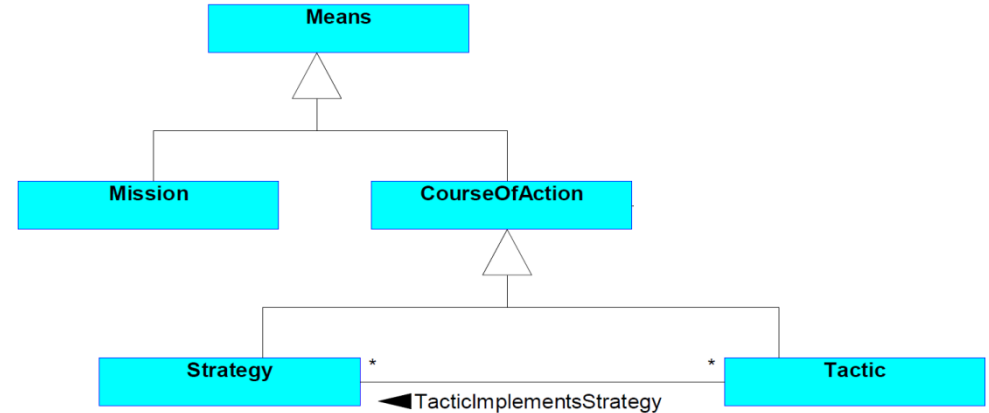 Means
Mission
CourseOfAction
Strategy
*
*
Tactic
TacticImplementsStrategy